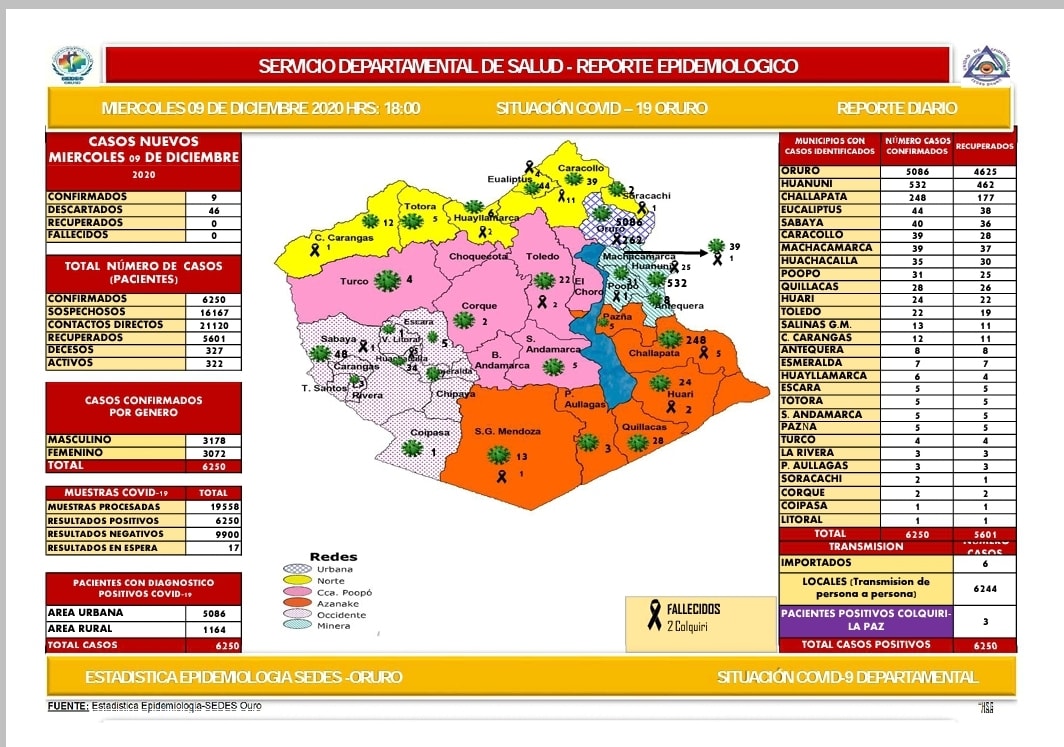 SERVICIO DEPARTAMENTAL DE SALUD - REPORTE EPIDEMIOLOGICO
MIERCOLES 09 DE DICIEMBRE 2020 HRS: 18:00 SITUACIÓN COVID – 19 ORURO REPORTE DIARIO
CASOS NUEVOS
MIERCOLES 09 DE DICIEMBRE
2020
CONFIRMADOS 9
DESCARTADOS 46
RECUPERADOS 0
FALLECIDOS 0
TOTAL NÚMERO DE CASOS
(PACIENTES)
CONFIRMADOS 6250
SOSPECHOSOS 16167
CONTACTOS DIRECTOS 21120
RECUPERADOS 5601
DECESOS 327
ACTIVOS 322
CASOS CONFIRMADOS
POR GENERO
MASCULINO 3178
FEMENINO 3072
TOTAL 6250
MUESTRAS COVID-19 TOTAL
MUESTRAS PROCESADAS 19558
RESULTADOS POSITIVOS 6250
RESULTADOS NEGATIVOS 9900
RESULTADOS EN ESPERA 17
PACIENTES CON DIAGNOSTICO
POSITIVOS COVID-19
AREA URBANA 5086
AREA RURAL 1164
TOTAL CASOS 6250
Caracollo
39
11
Eualiptus
4
44
Soracachi
2
1
Totora
5
Huayllamarca
6
2
12
C. Carangas
1
Oruro
5086
262
Machacamarca
39
1
Huanuni
25
532
Poopo
31
1
8
Antequera
Choquecota
Toledo
22
2
El
Choro
Turco
4
Corque
2
Pazña
5
Escara
5
Sabaya
1
48
V. Litoral
1
Huachacalla
34
Carangas
Esmeralda
7
T. Santos
3
Rivera
Chipaya
B.
Andamarca
S.
Andamarca
5
Challapata
248
5
24
Huari
2
P.
Aullagas
3
Quillacas
28
Coipasa
1
S.G. Mendoza
13
1
Redes
Urbana
Norte
Cca. Poopó
Azanake
Occidente
Minera
FALLECIDOS
2 Colquiri
MUNICIPIOS CON CASOS IDENTIFICADOS NÚMERO CASOS CONFIRMADOS RECUPERADOS
ORURO 5086 4625
HUANUNI 532 462
CHALLAPATA 248 177
EUCALIPTUS 44 38
SABAYA 40 36
CARACOLLO 39 28
MACHACAMARCA 39 37
HUACHACALLA 35 30
POOPO 31 25
QUILLACAS 28 26
HUARI 24 22
TOLEDO 22 19
SALINAS G.M. 13 11
C. CARANGAS 12 11
ANTEQUERA 8 8
ESMERALDA 7 7
HUAYLLAMARCA 6 4
ESCARA 5 5
TOTORA 5 5
S. ANDAMARCA 5 5
PAZNA 5 5
TURCO 4 4
LA RIVERA 3 3
P. AULLAGAS 3 3
SORACACHI 2 1
CORQUE 2 2
COIPASA 1 1
LITORAL 1 1
TOTAL 6250 5601
TRANSMISION NÚMERO CASOS
IMPORTADOS 6
LOCALES (Transmision de persona a persona) 6244
PACIENTES POSITIVOS COLQUIRI-LA PAZ 3
TOTAL CASOS POSITIVOS 6250
ESTADISTICA EPIDEMIOLOGIA SEDES -ORURO SITUACIÓN COVID-9 DEPARTAMENTAL
FUENTE: Estadistica Epidemiologia-SEDES Ouro